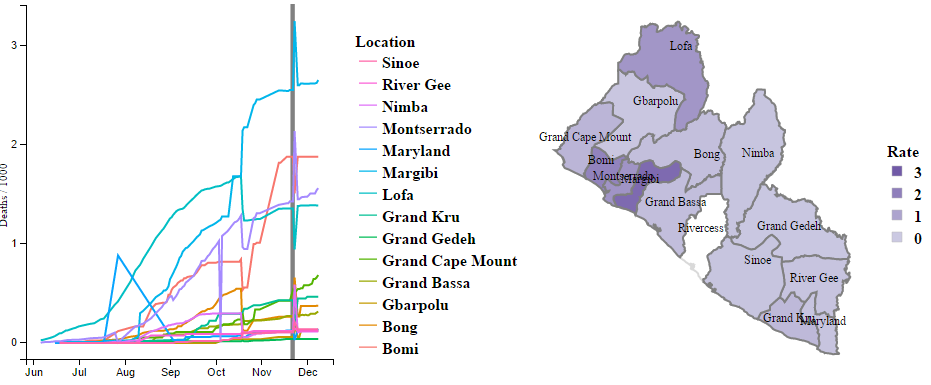 3
2
1
0
Deaths / 1000
Jun Jul Aug Sep Oct Nov Dec
Location
Sinoe
River Gee
Nimba
Montserrado
Maryland
Margibi
Lofa
Grand Kru
Grand Gedeh
Grand Cape Mount
Grand Bassa
Gbarpolu
Bong
Bomi
Lofa
Gbarpolu
Grand Cape Mount
Bong
Nimba
Bomi
Montserrado
Margibi
Grand Bassa
Rivercess
Grand Gedeh
Sinoe
River Gee
Grand Kru
Maryland
Rate
3
2
1
0